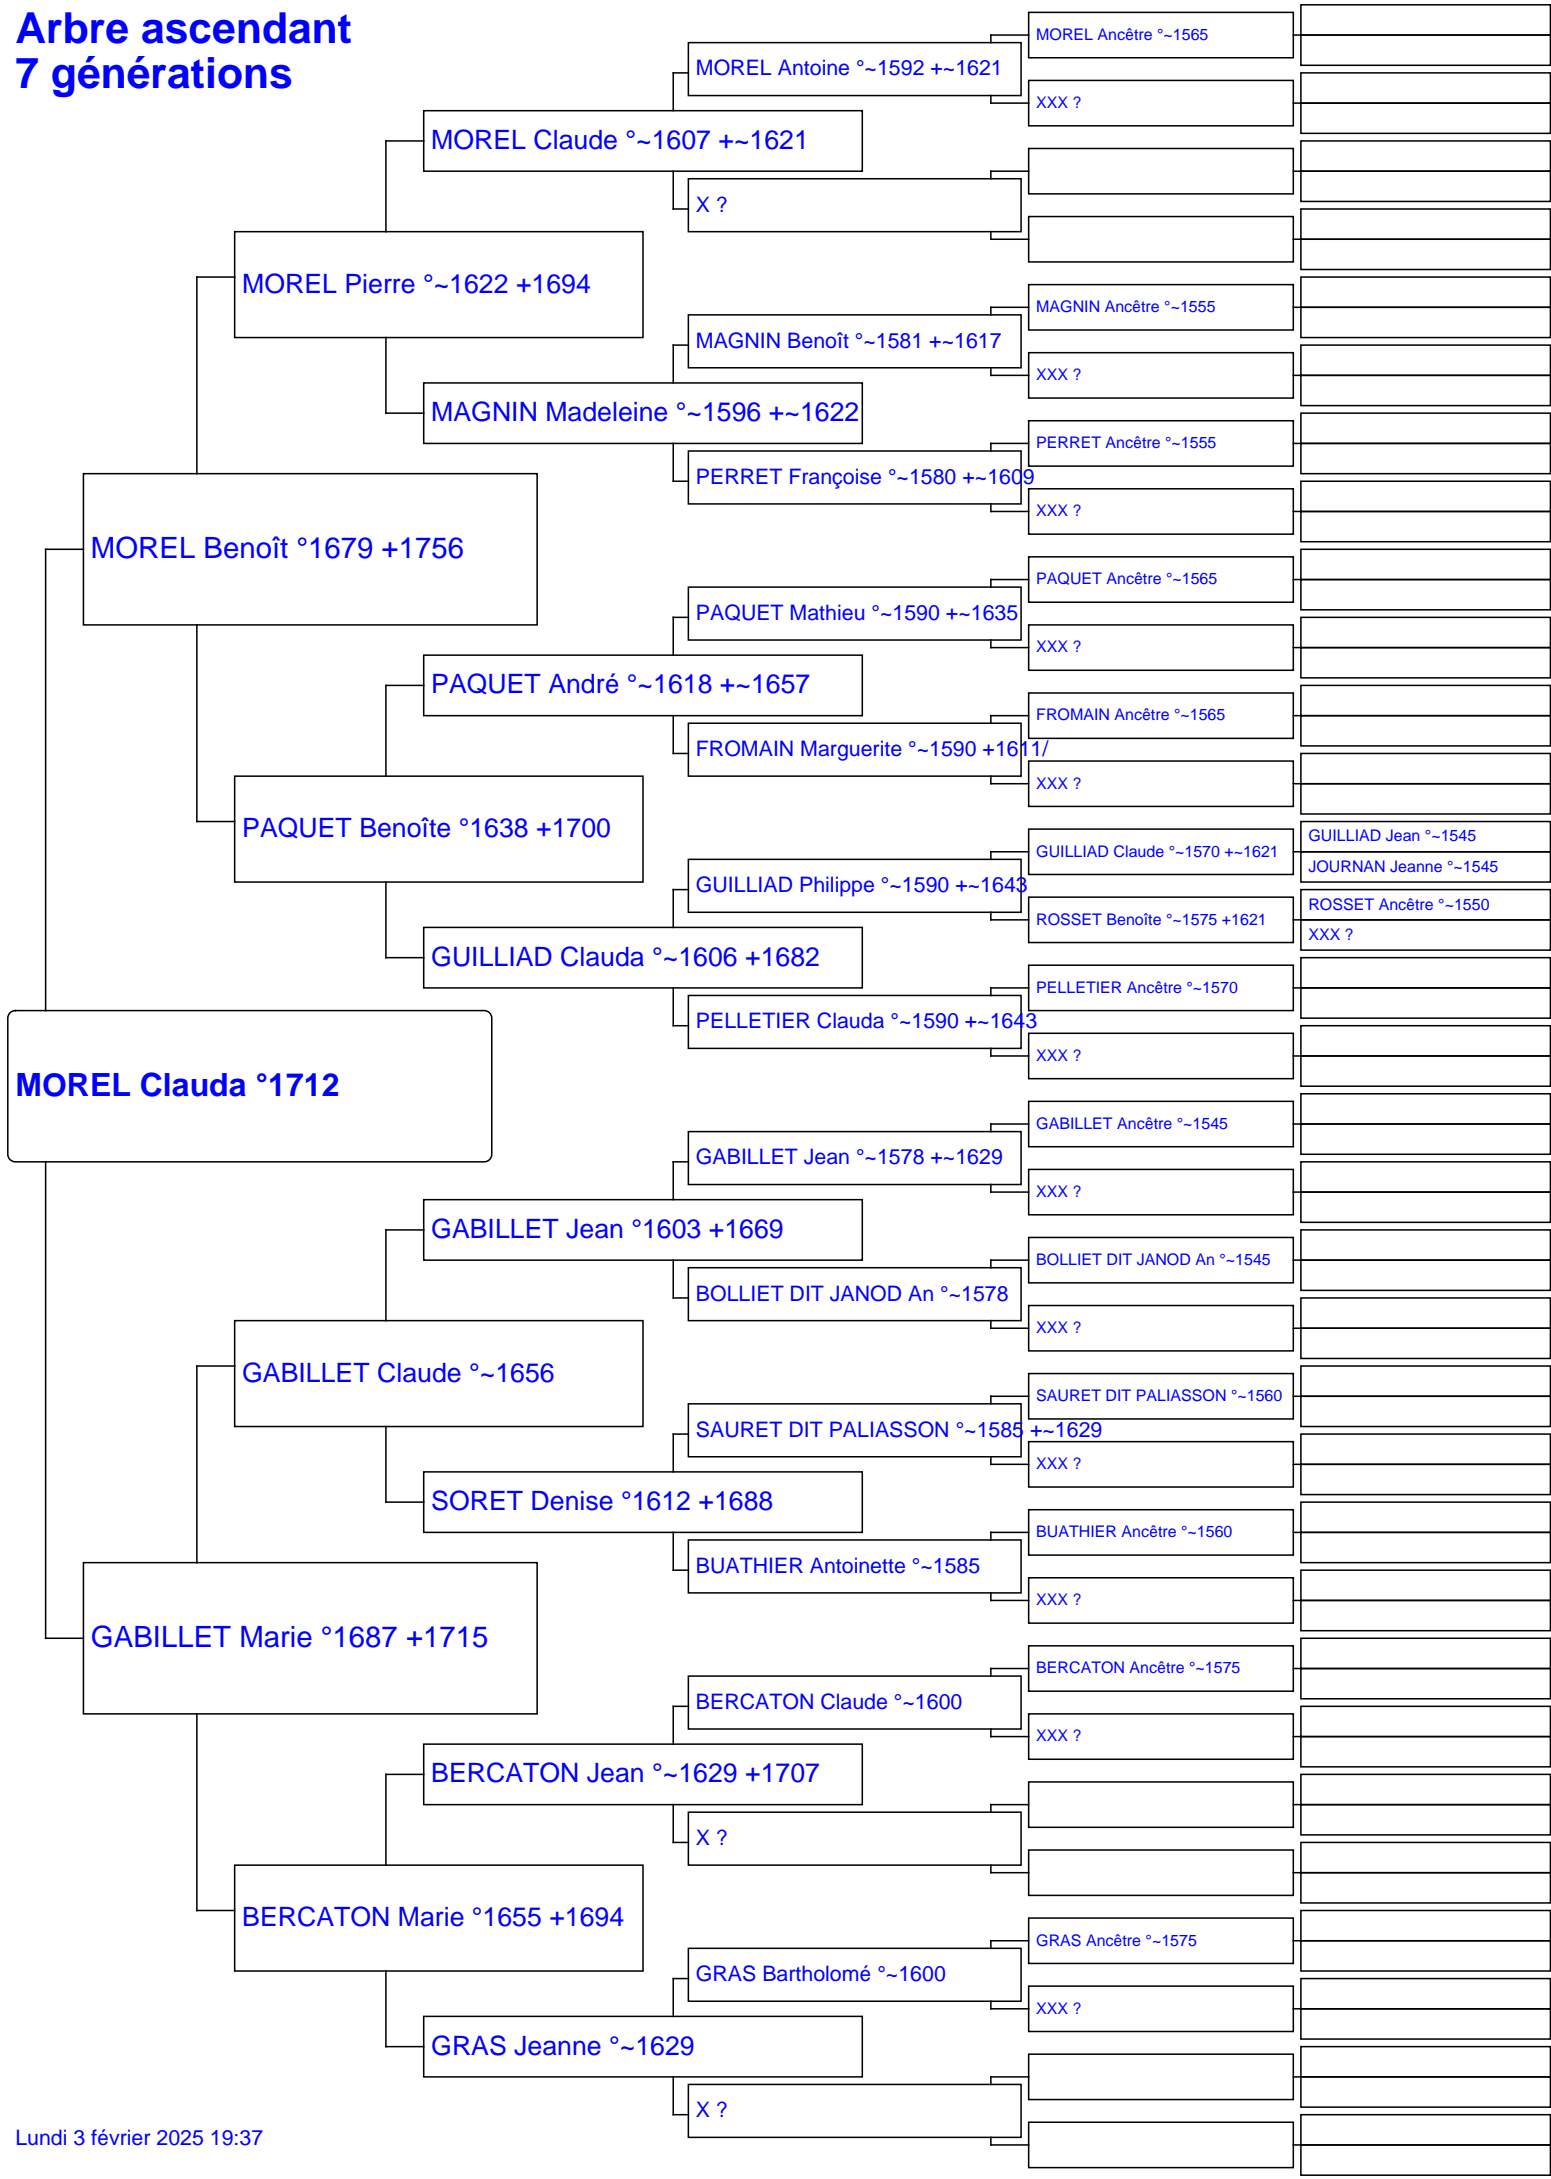 Arbre ascendant
7 générations
MOREL Ancêtre °~1565
MOREL Antoine °~1592 +~1621
XXX ?
MOREL Claude °~1607 +~1621
X ?
MOREL Pierre °~1622 +1694
MAGNIN Ancêtre °~1555
MAGNIN Benoît °~1581 +~1617
XXX ?
MAGNIN Madeleine °~1596 +~1622
PERRET Ancêtre °~1555
PERRET Françoise °~1580 +~1609
XXX ?
MOREL Benoît °1679 +1756
PAQUET Ancêtre °~1565
PAQUET Mathieu °~1590 +~1635
XXX ?
PAQUET André °~1618 +~1657
FROMAIN Ancêtre °~1565
FROMAIN Marguerite °~1590 +1611/
XXX ?
PAQUET Benoîte °1638 +1700
GUILLIAD Jean °~1545
GUILLIAD Claude °~1570 +~1621
JOURNAN Jeanne °~1545
GUILLIAD Philippe °~1590 +~1643
ROSSET Ancêtre °~1550
ROSSET Benoîte °~1575 +1621
XXX ?
GUILLIAD Clauda °~1606 +1682
PELLETIER Ancêtre °~1570
PELLETIER Clauda °~1590 +~1643
XXX ?
MOREL Clauda °1712
GABILLET Ancêtre °~1545
GABILLET Jean °~1578 +~1629
XXX ?
GABILLET Jean °1603 +1669
BOLLIET DIT JANOD An °~1545
BOLLIET DIT JANOD An °~1578
XXX ?
GABILLET Claude °~1656
SAURET DIT PALIASSON °~1560
SAURET DIT PALIASSON °~1585 +~1629
XXX ?
SORET Denise °1612 +1688
BUATHIER Ancêtre °~1560
BUATHIER Antoinette °~1585
XXX ?
GABILLET Marie °1687 +1715
BERCATON Ancêtre °~1575
BERCATON Claude °~1600
XXX ?
BERCATON Jean °~1629 +1707
X ?
BERCATON Marie °1655 +1694
GRAS Ancêtre °~1575
GRAS Bartholomé °~1600
XXX ?
GRAS Jeanne °~1629
X ?
Lundi 3 février 2025 19:37